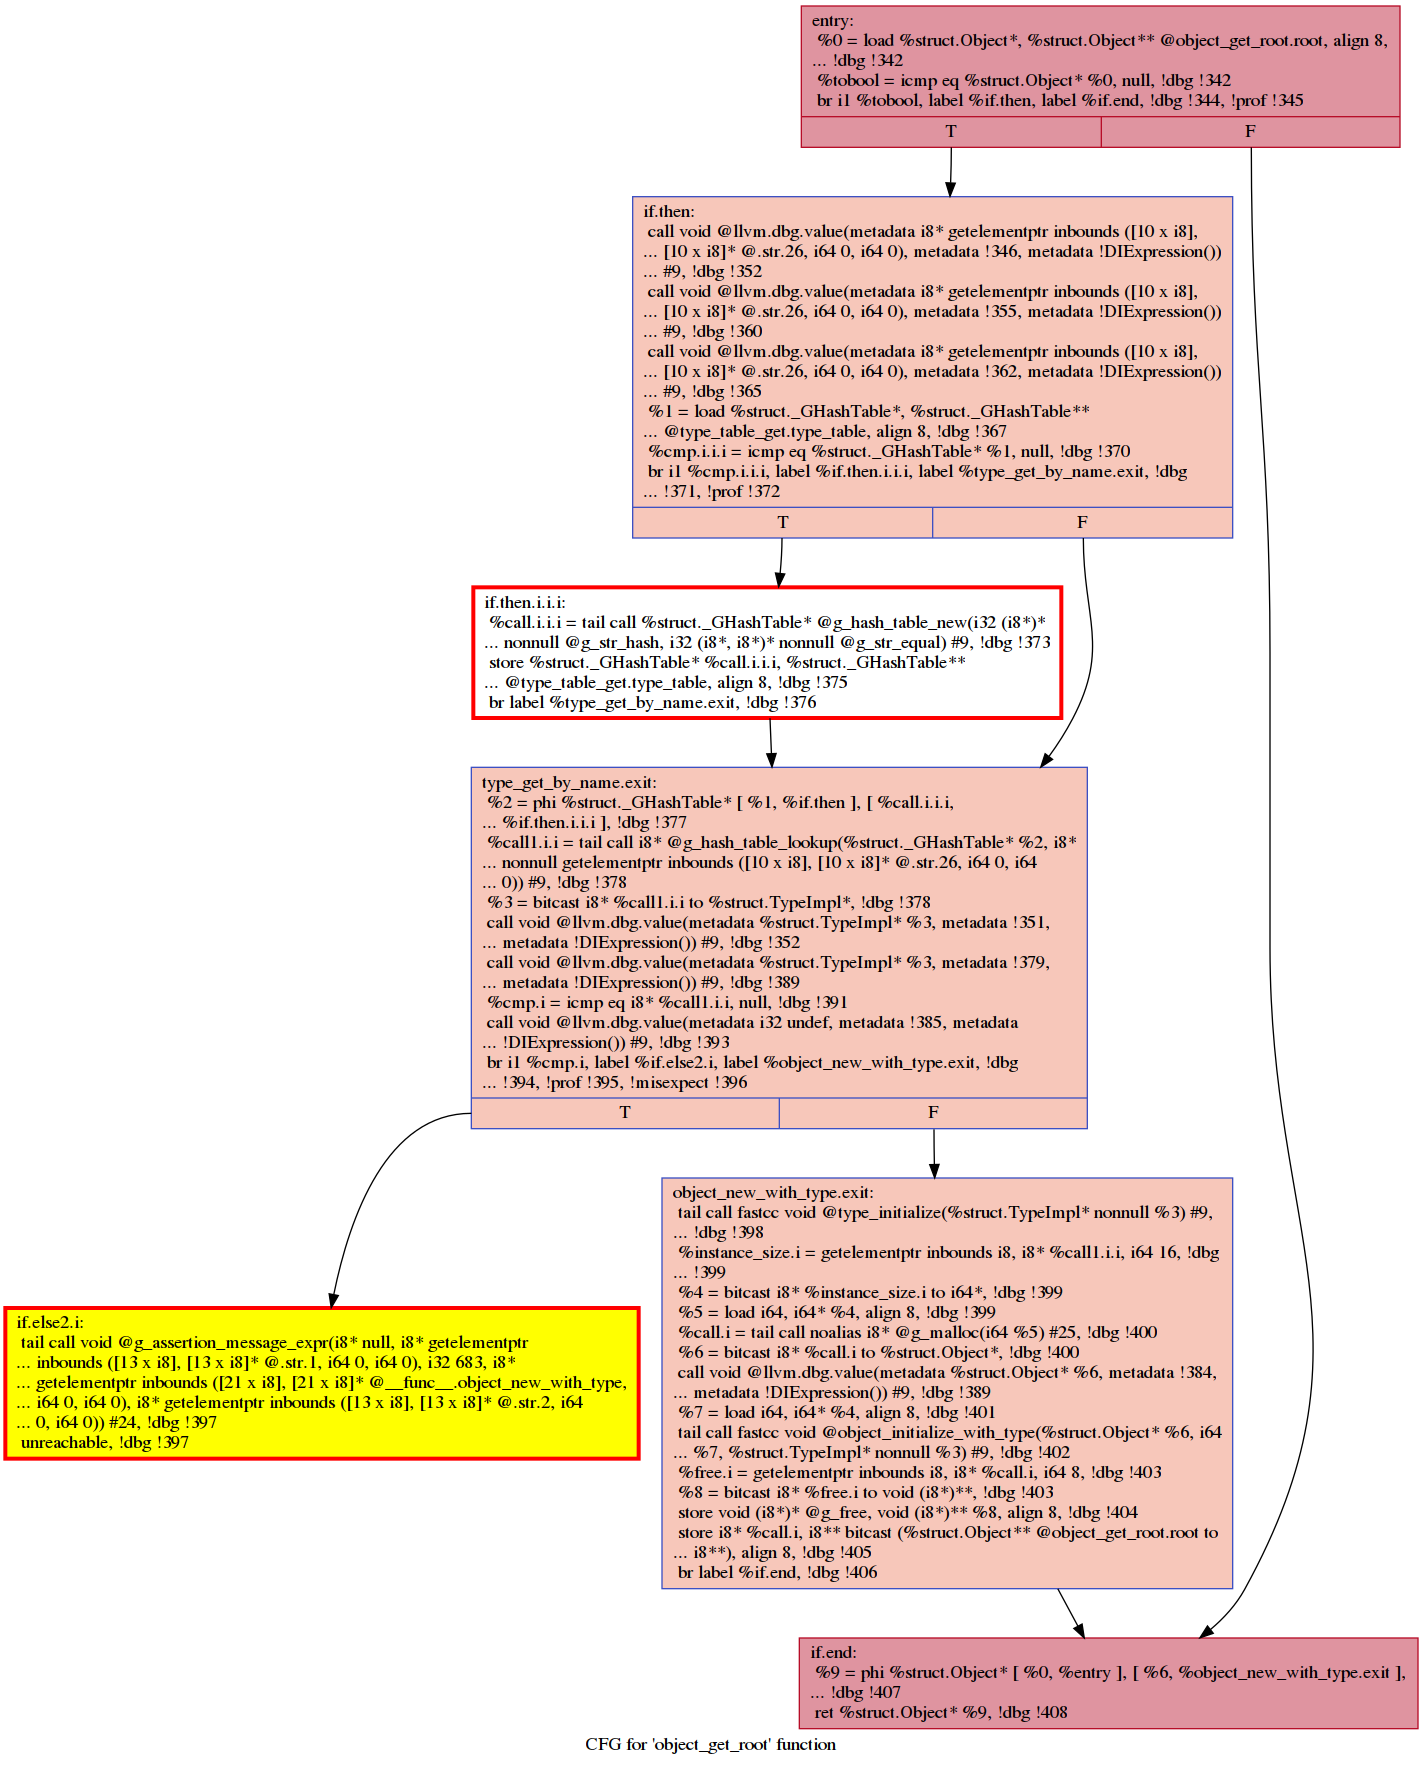 entry:
%0 = load %struct.Object*, %struct.Object** @object_get_root.root, align 8,
... !dbg !342
%tobool = icmp eq %struct.Object* %0, null, !dbg !342
br i1 %tobool, label %if.then, label %if.end, !dbg !344, !prof !345
T F
if.then:
call void @llvm.dbg.value(metadata i8* getelementptr inbounds ([10 x i8],
... [10 x i8]* @.str.26, i64 0, i64 0), metadata !346, metadata !DIExpression())
... #9, !dbg !352
call void @llvm.dbg.value(metadata i8* getelementptr inbounds ([10 x i8],
... [10 x i8]* @.str.26, i64 0, i64 0), metadata !355, metadata !DIExpression())
... #9, !dbg !360
call void @llvm.dbg.value(metadata i8* getelementptr inbounds ([10 x i8],
... [10 x i8]* @.str.26, i64 0, i64 0), metadata !362, metadata !DIExpression())
... #9, !dbg !365
%1 = load %struct._GHashTable*, %struct._GHashTable**
... @type_table_get.type_table, align 8, !dbg !367
%cmp.i.i.i = icmp eq %struct._GHashTable* %1, null, !dbg !370
br i1 %cmp.i.i.i, label %if.then.i.i.i, label %type_get_by_name.exit, !dbg
... !371, !prof !372
T F
if.then.i.i.i:
%call.i.i.i = tail call %struct._GHashTable* @g_hash_table_new(i32 (i8*)*
... nonnull @g_str_hash, i32 (i8*, i8*)* nonnull @g_str_equal) #9, !dbg !373
store %struct._GHashTable* %call.i.i.i, %struct._GHashTable**
... @type_table_get.type_table, align 8, !dbg !375
br label %type_get_by_name.exit, !dbg !376
type_get_by_name.exit:
%2 = phi %struct._GHashTable* [ %1, %if.then ], [ %call.i.i.i,
... %if.then.i.i.i ], !dbg !377
%call1.i.i = tail call i8* @g_hash_table_lookup(%struct._GHashTable* %2, i8*
... nonnull getelementptr inbounds ([10 x i8], [10 x i8]* @.str.26, i64 0, i64
... 0)) #9, !dbg !378
%3 = bitcast i8* %call1.i.i to %struct.TypeImpl*, !dbg !378
call void @llvm.dbg.value(metadata %struct.TypeImpl* %3, metadata !351,
... metadata !DIExpression()) #9, !dbg !352
call void @llvm.dbg.value(metadata %struct.TypeImpl* %3, metadata !379,
... metadata !DIExpression()) #9, !dbg !389
%cmp.i = icmp eq i8* %call1.i.i, null, !dbg !391
call void @llvm.dbg.value(metadata i32 undef, metadata !385, metadata
... !DIExpression()) #9, !dbg !393
br i1 %cmp.i, label %if.else2.i, label %object_new_with_type.exit, !dbg
... !394, !prof !395, !misexpect !396
T F
if.else2.i:
tail call void @g_assertion_message_expr(i8* null, i8* getelementptr
... inbounds ([13 x i8], [13 x i8]* @.str.1, i64 0, i64 0), i32 683, i8*
... getelementptr inbounds ([21 x i8], [21 x i8]* @__func__.object_new_with_type,
... i64 0, i64 0), i8* getelementptr inbounds ([13 x i8], [13 x i8]* @.str.2, i64
... 0, i64 0)) #24, !dbg !397
unreachable, !dbg !397
object_new_with_type.exit:
tail call fastcc void @type_initialize(%struct.TypeImpl* nonnull %3) #9,
... !dbg !398
%instance_size.i = getelementptr inbounds i8, i8* %call1.i.i, i64 16, !dbg
... !399
%4 = bitcast i8* %instance_size.i to i64*, !dbg !399
%5 = load i64, i64* %4, align 8, !dbg !399
%call.i = tail call noalias i8* @g_malloc(i64 %5) #25, !dbg !400
%6 = bitcast i8* %call.i to %struct.Object*, !dbg !400
call void @llvm.dbg.value(metadata %struct.Object* %6, metadata !384,
... metadata !DIExpression()) #9, !dbg !389
%7 = load i64, i64* %4, align 8, !dbg !401
tail call fastcc void @object_initialize_with_type(%struct.Object* %6, i64
... %7, %struct.TypeImpl* nonnull %3) #9, !dbg !402
%free.i = getelementptr inbounds i8, i8* %call.i, i64 8, !dbg !403
%8 = bitcast i8* %free.i to void (i8*)**, !dbg !403
store void (i8*)* @g_free, void (i8*)** %8, align 8, !dbg !404
store i8* %call.i, i8** bitcast (%struct.Object** @object_get_root.root to
... i8**), align 8, !dbg !405
br label %if.end, !dbg !406
if.end:
%9 = phi %struct.Object* [ %0, %entry ], [ %6, %object_new_with_type.exit ],
... !dbg !407
ret %struct.Object* %9, !dbg !408
CFG for 'object_get_root' function